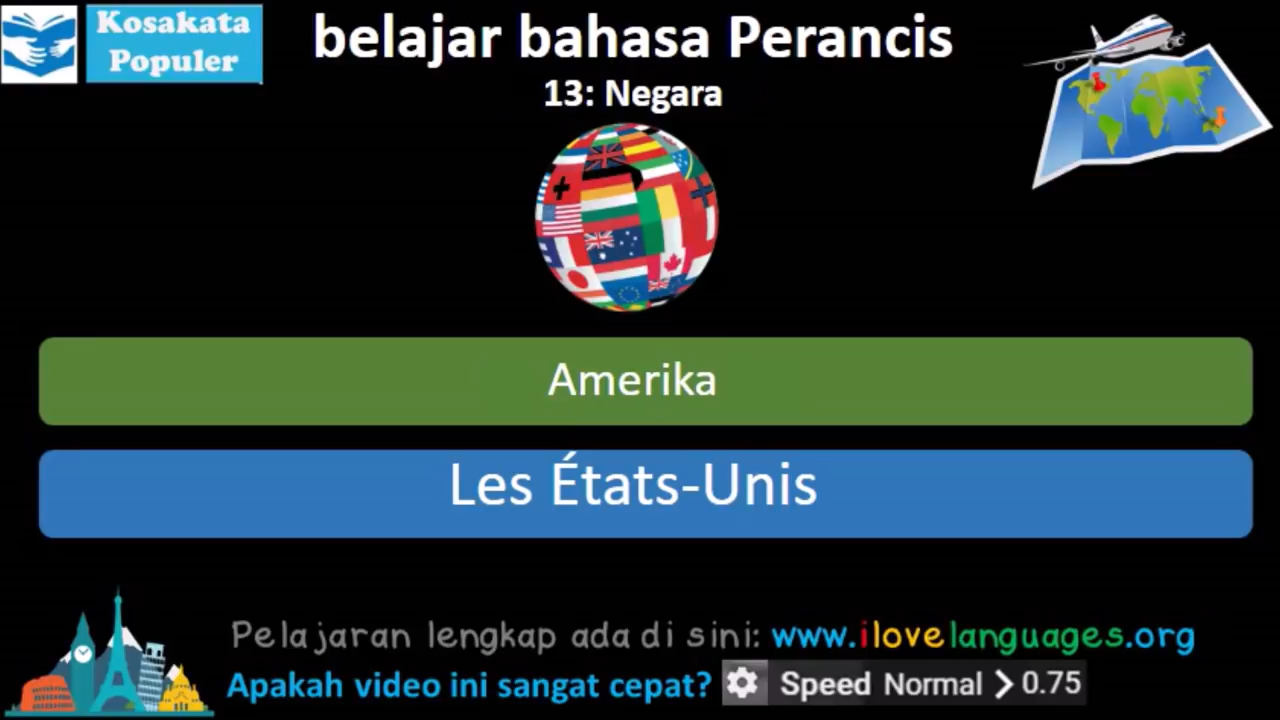 Kosakata
Populer
belajar bahasa Perancis
13: Negara
Amerika
Les États-Unis
Pelajaran lengkap ada di sini: www.ilovelanguages.org
Apakah video ini sangat cepat? Speed Normal > 0.75